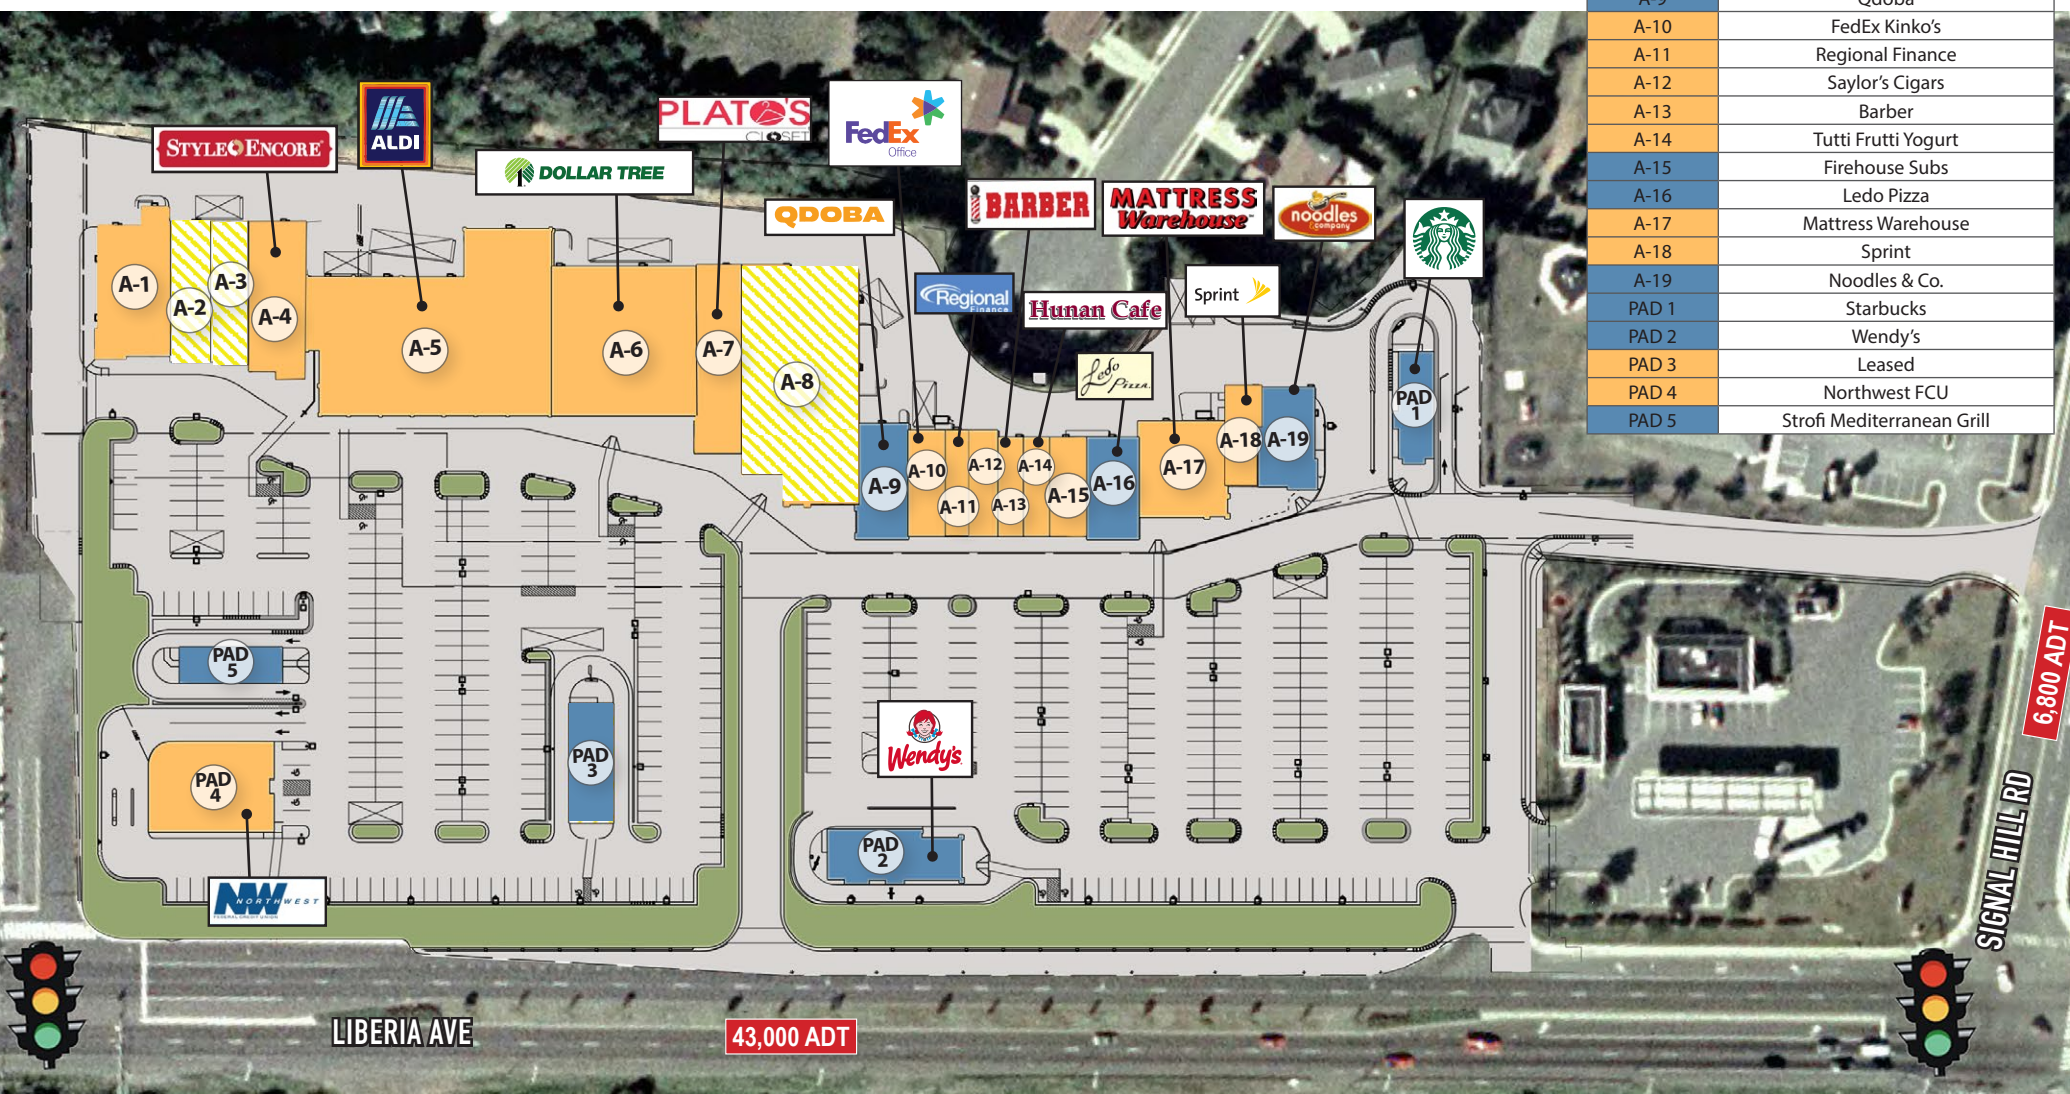 A-9 Qdoba
A-10 FedEx Kinko's
A-11 Regional Finance
A-12 Saylor's Cigars
A-13 Barber
A-14 Tutti Frutti Yogurt
A-15 Firehouse Subs
A-16 Ledo Pizza
A-17 Mattress Warehouse
A-18 Sprint
A-19 Noodles & Co.
PAD 1 Starbucks
PAD 2 Wendy's
PAD 3 Leased
PAD 4 Northwest FCU
PAD 5 Strofi Mediterranean Grill
STYLE ENCORE
ALDI
DOLLAR TREE
PLATO'S
CLOSET
FedEx
Office
QDOBA
BARBER
MATTRESS
Warehouse
noodles
& company
Regional
Finance
Hunan Cafe
Sprint
Ledo
Pizza
A-1
A-2
A-3
A-4
A-5
A-6
A-7
A-8
A-9
A-10
A-11
A-12
A-13
A-14
A-15
A-16
A-17
A-18
A-19
PAD
1
PAD
5
PAD
4
PAD
3
Wendy's
PAD
2
NW
NORTHWEST
FEDERAL CREDIT UNION
6,800 ADT
SIGNAL HILL RD
LIBERIA AVE
43,000 ADT